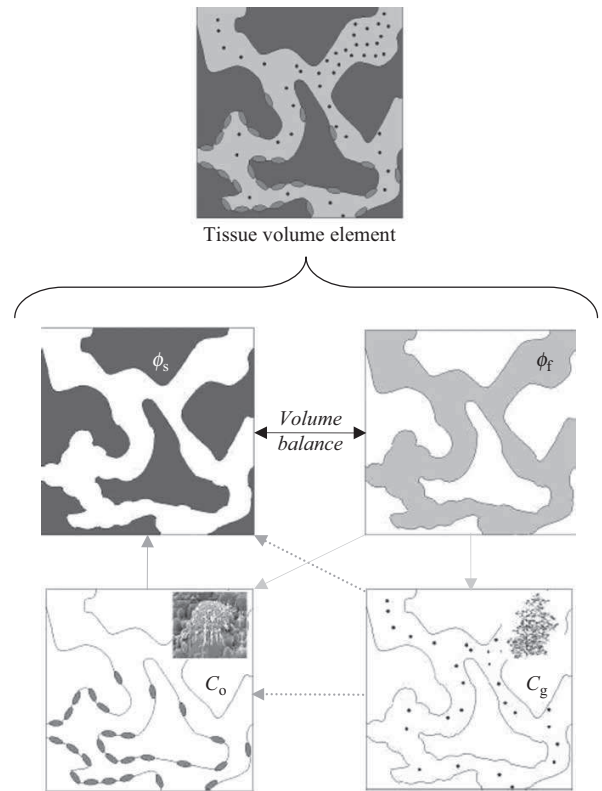 Tissue volume element
ϕs
ϕf
Volume
balance
Co
Cg